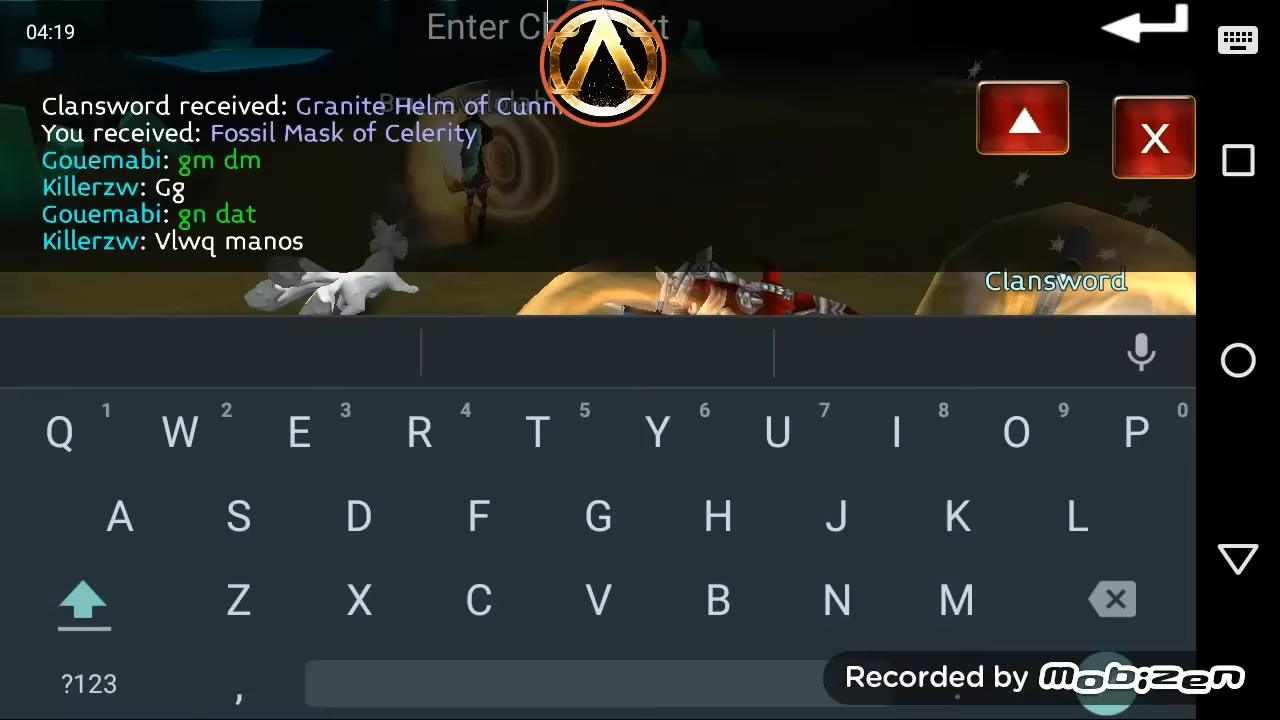 04:19
Enter Ch xt
Clansword received: Granite Helm of Cunn
You received: Fossil Mask of Celerity
Gouemabi: gm dm
Killerzw: Gg
Gouemabi: gn dat
Killerzw: Vlwq manos
X
Clansword
Q 1 W 2 E 3 R 4 T 5 Y 6 U 7 I 8 O 9 P 0
A S D F G H J K L
Z X C V B N M
?123 , .
Recorded by mobizen